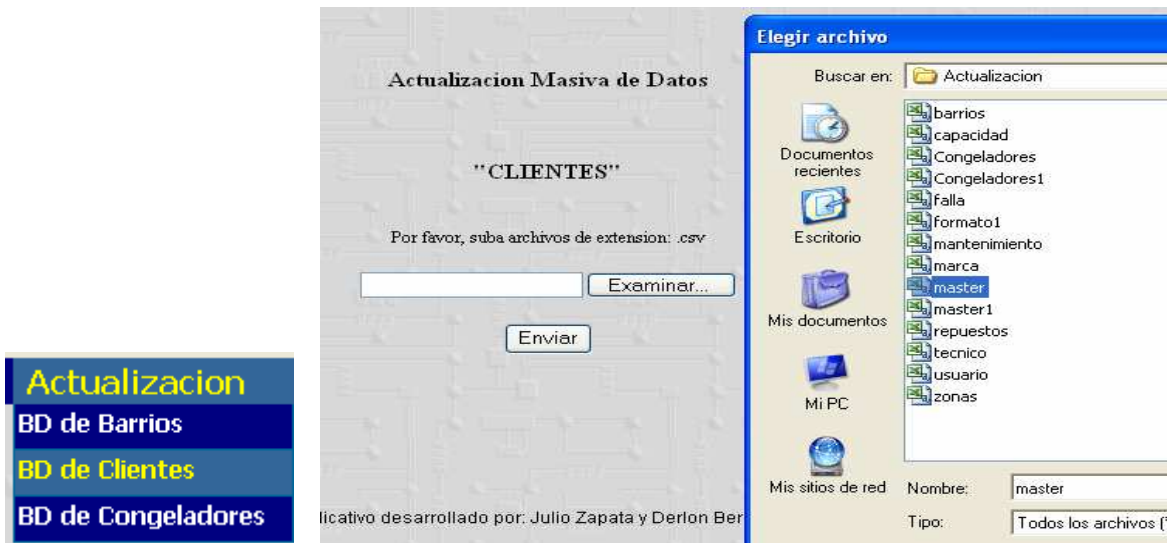 Actualizacion
BD de Barrios
BD de Clientes
BD de Congeladores
Actualizacion Masiva de Datos
"CLIENTES"
Por favor, suba archivos de extension: .csv
Examinar...
Enviar
licativo desarrollado por: Julio Zapata y Derlon Ber
Elegir archivo
Buscar en: Actualizacion
Documentos recientes
Escritorio
Mis documentos
Mi PC
Mis sitios de red
barrios
capacidad
Congeladores
Congeladores1
falla
formato1
mantenimiento
marca
master
master1
repuestos
tecnico
usuario
zonas
Nombre: master
Tipo: Todos los archivos (